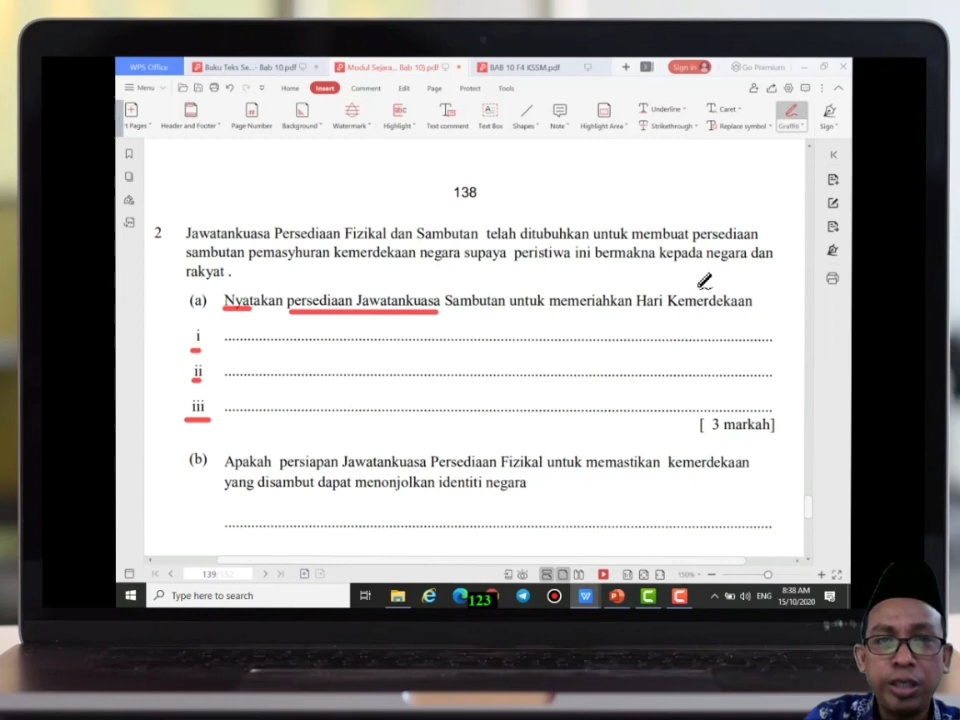 WPS Office
Buku Teks Se...- Bab 10.pdf
Modul Sejara... Bab 10).pdf
BAB 10 F4 KSSM.pdf
Sign in
Go Premium
Menu
Home
Insert
Comment
Edit
Page
Protect
Tools
t Pages
Header and Footer
Page Number
Background
Watermark
Highlight
Text comment
Text Box
Shapes
Note
Highlight Area
Underline
Strikethrough
Caret
Replace symbol
Graffiti
Sign
138
2 Jawatankuasa Persediaan Fizikal dan Sambutan telah ditubuhkan untuk membuat persediaan
sambutan pemasyhuran kemerdekaan negara supaya peristiwa ini bermakna kepada negara dan
rakyat .
(a) Nyatakan persediaan Jawatankuasa Sambutan untuk memeriahkan Hari Kemerdekaan
i
ii
iii
[ 3 markah]
(b) Apakah persiapan Jawatankuasa Persediaan Fizikal untuk memastikan kemerdekaan
yang disambut dapat menonjolkan identiti negara
150%
Type here to search
123
ENG
8:38 AM
15/10/2020